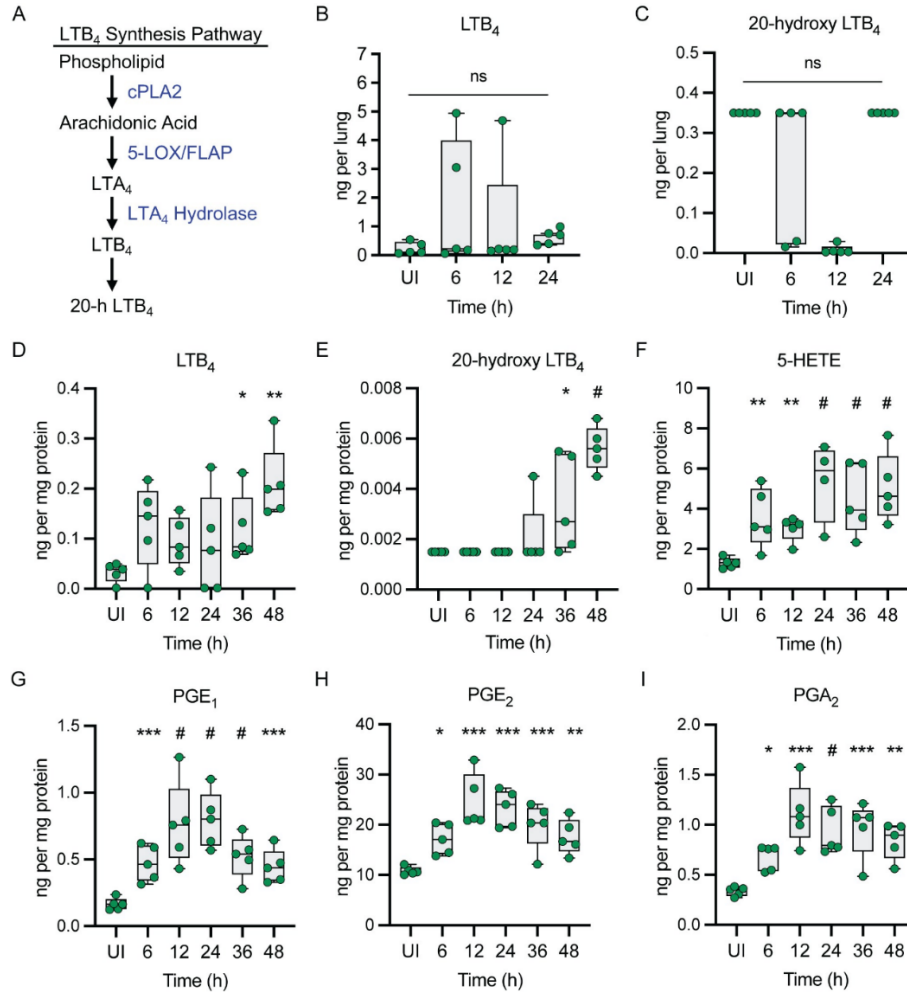 A
LTB4 Synthesis Pathway
Phospholipid
cPLA2
Arachidonic Acid
5-LOX/FLAP
LTA4
LTA4 Hydrolase
LTB4
20-h LTB4
B
LTB4
ns
ng per lung
7
6
5
4
3
2
1
0
UI 6 12 24
Time (h)
C
20-hydroxy LTB4
ns
ng per lung
0.5
0.4
0.3
0.1
0.0
UI 6 12 24
Time (h)
D
LTB4
* **
ng per mg protein
0.4
0.3
0.2
0.1
0.0
UI 6 12 24 36 48
Time (h)
E
20-hydroxy LTB4
* #
ng per mg protein
0.008
0.006
0.004
0.002
0.000
UI 6 12 24 36 48
Time (h)
F
5-HETE
** ** # # #
ng per mg protein
10
8
6
4
2
0
UI 6 12 24 36 48
Time (h)
G
PGE1
*** # # # ***
ng per mg protein
1.5
1.0
0.5
0.0
UI 6 12 24 36 48
Time (h)
H
PGE2
* *** *** *** **
ng per mg protein
40
30
20
10
0
UI 6 12 24 36 48
Time (h)
I
PGA2
* *** # *** **
ng per mg protein
2.0
1.5
1.0
0.5
0.0
UI 6 12 24 36 48
Time (h)